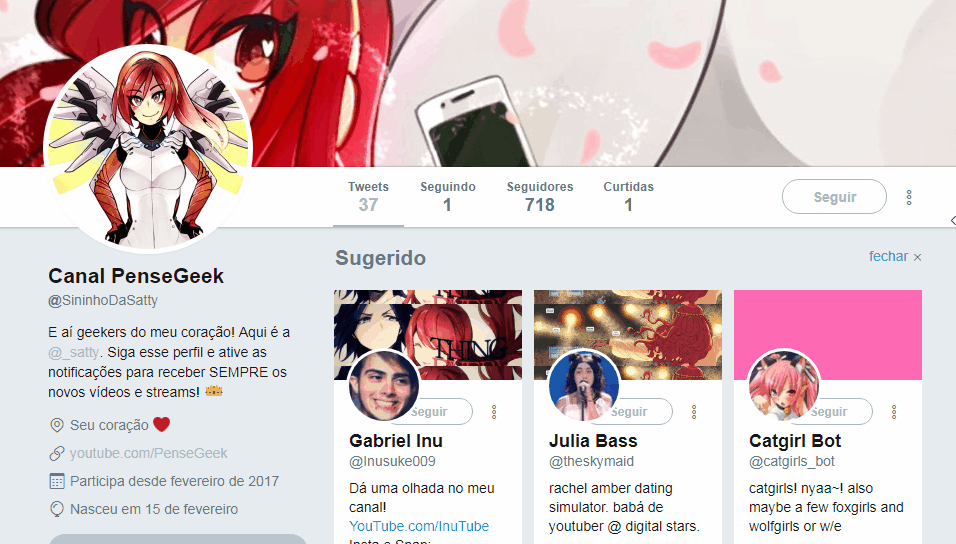 Tweets
37
Seguindo
1
Seguidores
718
Curtidas
1
Seguir
Canal PenseGeek
@SininhoDaSatty
E aí geekers do meu coração! Aqui é a
@_satty. Siga esse perfil e ative as
notificações para receber SEMPRE os
novos vídeos e streams!
Seu coração
youtube.com/PenseGeek
Participa desde fevereiro de 2017
Nasceu em 15 de fevereiro
Sugerido
fechar ×
THING
Seguir
Gabriel Inu
@Inusuke009
Dá uma olhada no meu
canal!
YouTube.com/InuTube
Insta e Snap:
Seguir
Julia Bass
@theskymaid
rachel amber dating
simulator. babá de
youtuber @ digital stars.
Seguir
Catgirl Bot
@catgirls_bot
catgirls! nyaa~! also
maybe a few foxgirls and
wolfgirls or w/e